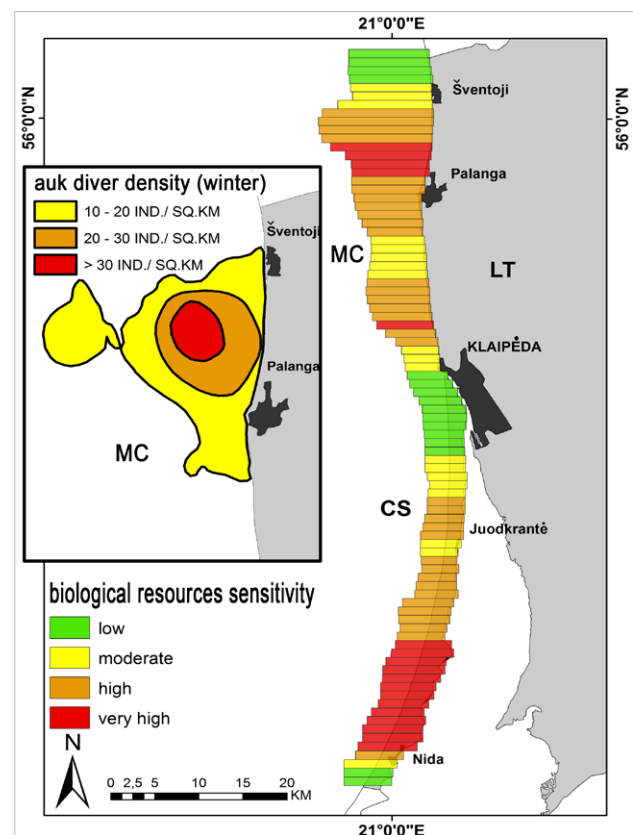 21°0'0"E
56°0'0"N
56°0'0"N
Šventoji
Palanga
MC
LT
KLAIPĖDA
CS
Juodkrantė
Nida
auk diver density (winter)
10 - 20 IND./ SQ.KM
20 - 30 IND./ SQ.KM
> 30 IND./ SQ.KM
Šventoji
Palanga
MC
biological resources sensitivity
low
moderate
high
very high
N
0 2,5 5 10 15 20
KM
21°0'0"E